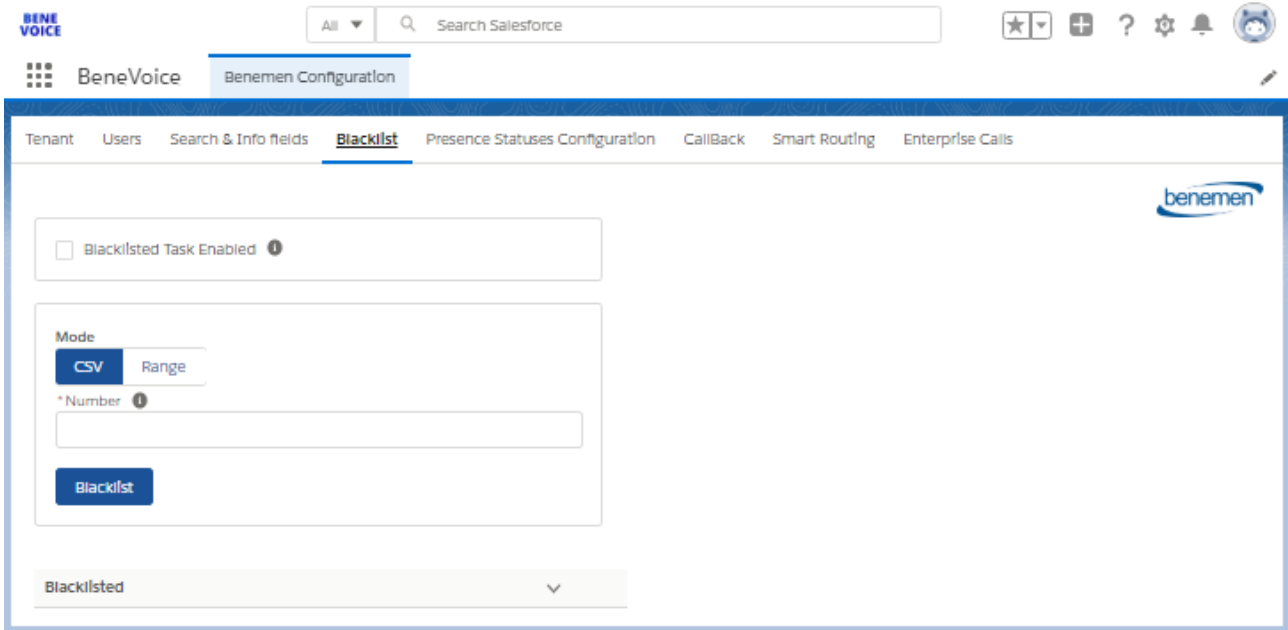 BENE
VOICE
All
Search Salesforce
BeneVoice
Benemen Configuration
Tenant Users Search & Info fields Blacklist Presence Statuses Configuration CallBack Smart Routing Enterprise Calls
benemen
Blacklisted Task Enabled
Mode
CSV Range
*Number
Blacklist
Blacklisted